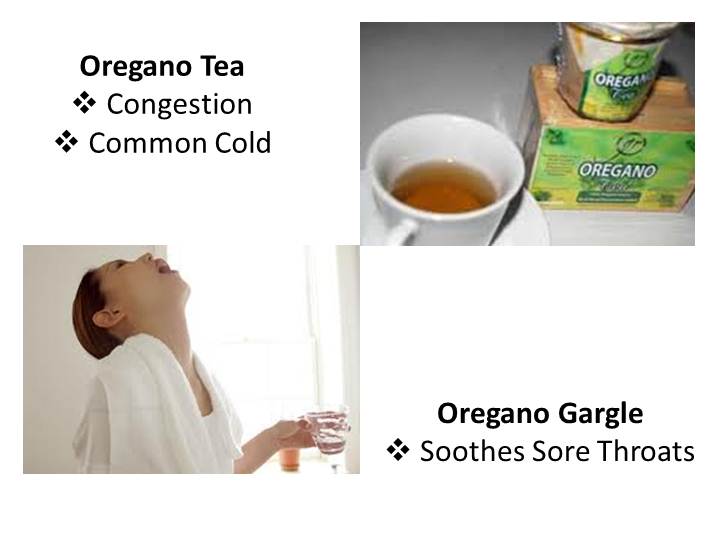 Oregano Tea
❖ Congestion
❖ Common Cold
OREGANO
OREGANO
Oregano Gargle
❖ Soothes Sore Throats